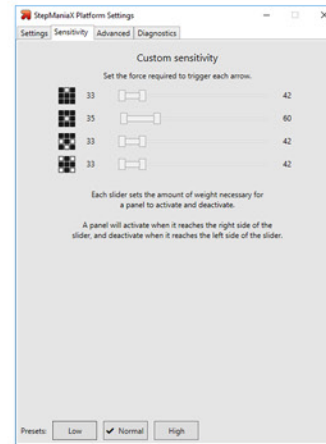 StepManiaX Platform Settings
Settings Sensitivity Advanced Diagnostics
Custom sensitivity
Set the force required to trigger each arrow.
33 42
35 60
33 42
33 42
Each slider sets the amount of weight necessary for
a panel to activate and deactivate.
A panel will activate when it reaches the right side of the
slider, and deactivate when it reaches the left side of the slider.
Presets: Low Normal High